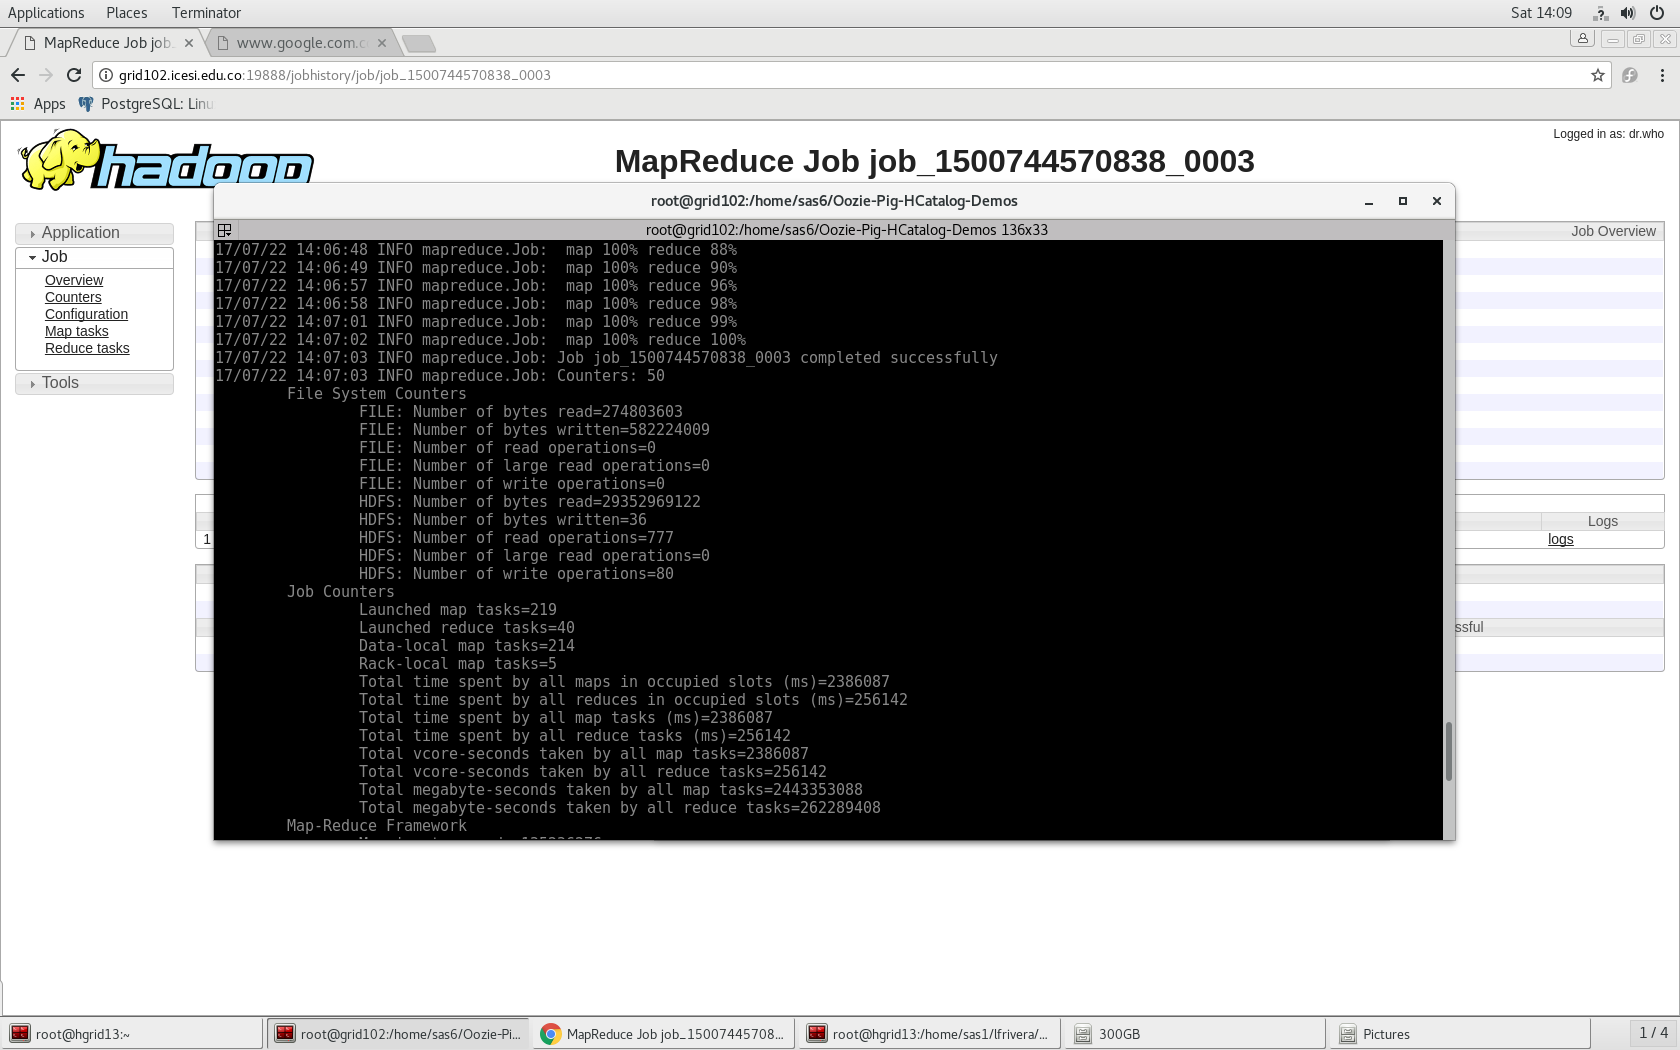 Applications Places Terminator Sat 14:09
MapReduce Job job_ www.google.com.c
grid102.icesi.edu.co:19888/jobhistory/job/job_1500744570838_0003
Apps PostgreSQL: Linu
Logged in as: dr.who
hadoop
MapReduce Job job_1500744570838_0003
Application
Job
Overview
Counters
Configuration
Map tasks
Reduce tasks
Tools
Job Overview
Logs
1
logs
ssful
root@grid102:/home/sas6/Oozie-Pig-HCatalog-Demos
root@grid102:/home/sas6/Oozie-Pig-HCatalog-Demos 136x33
17/07/22 14:06:48 INFO mapreduce.Job:  map 100% reduce 88%
17/07/22 14:06:49 INFO mapreduce.Job:  map 100% reduce 90%
17/07/22 14:06:57 INFO mapreduce.Job:  map 100% reduce 96%
17/07/22 14:06:58 INFO mapreduce.Job:  map 100% reduce 98%
17/07/22 14:07:01 INFO mapreduce.Job:  map 100% reduce 99%
17/07/22 14:07:02 INFO mapreduce.Job:  map 100% reduce 100%
17/07/22 14:07:03 INFO mapreduce.Job: Job job_1500744570838_0003 completed successfully
17/07/22 14:07:03 INFO mapreduce.Job: Counters: 50
File System Counters
FILE: Number of bytes read=274803603
FILE: Number of bytes written=582224009
FILE: Number of read operations=0
FILE: Number of large read operations=0
FILE: Number of write operations=0
HDFS: Number of bytes read=29352969122
HDFS: Number of bytes written=36
HDFS: Number of read operations=777
HDFS: Number of large read operations=0
HDFS: Number of write operations=80
Job Counters
Launched map tasks=219
Launched reduce tasks=40
Data-local map tasks=214
Rack-local map tasks=5
Total time spent by all maps in occupied slots (ms)=2386087
Total time spent by all reduces in occupied slots (ms)=256142
Total time spent by all map tasks (ms)=2386087
Total time spent by all reduce tasks (ms)=256142
Total vcore-seconds taken by all map tasks=2386087
Total vcore-seconds taken by all reduce tasks=256142
Total megabyte-seconds taken by all map tasks=2443353088
Total megabyte-seconds taken by all reduce tasks=262289408
Map-Reduce Framework
root@hgrid13:~ root@grid102:/home/sas6/Oozie-Pi... MapReduce Job job_15007445708... root@hgrid13:/home/sas1/lfrivera/... 300GB Pictures 1 / 4